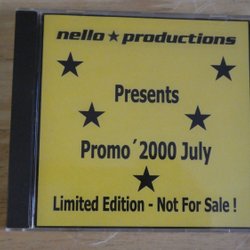 nello★productions
Presents
Promo´2000 July
Limited Edition - Not For Sale !